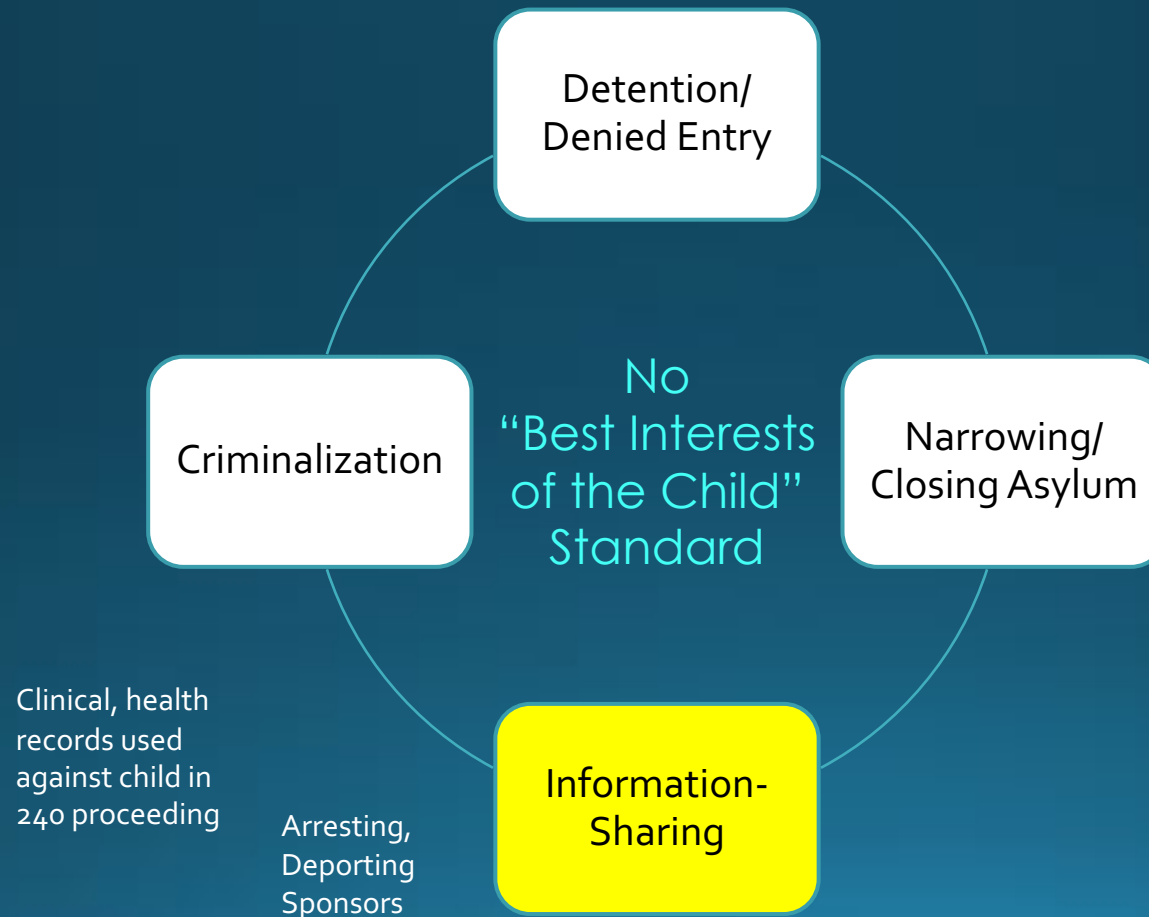 Detention/
Denied Entry
Criminalization
No
“Best Interests
of the Child”
Standard
Narrowing/
Closing Asylum
Clinical, health
records used
against child in
240 proceeding
Arresting,
Deporting
Sponsors
Information-
Sharing